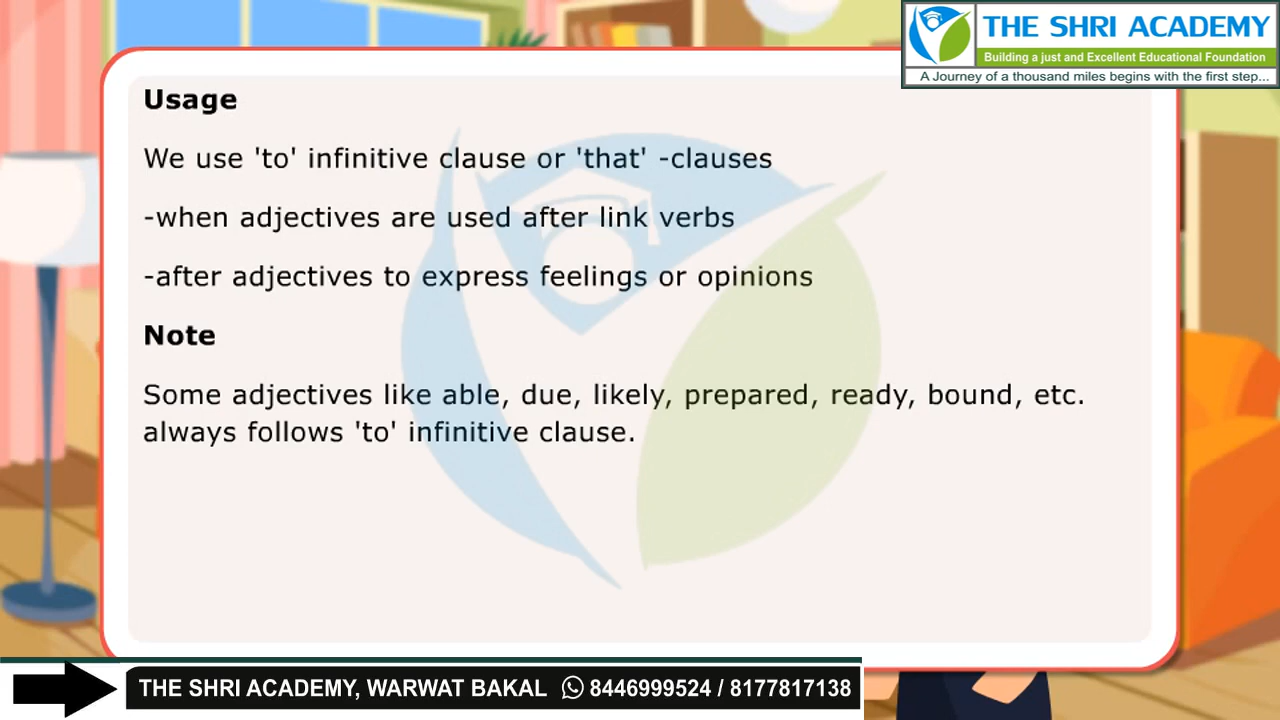 THE SHRI ACADEMY
Building a just and Excellent Educational Foundation
A Journey of a thousand miles begins with the first step...
Usage
We use 'to' infinitive clause or 'that' -clauses
-when adjectives are used after link verbs
-after adjectives to express feelings or opinions
Note
Some adjectives like able, due, likely, prepared, ready, bound, etc.
always follows 'to' infinitive clause.
THE SHRI ACADEMY, WARWAT BAKAL 8446999524 / 8177817138